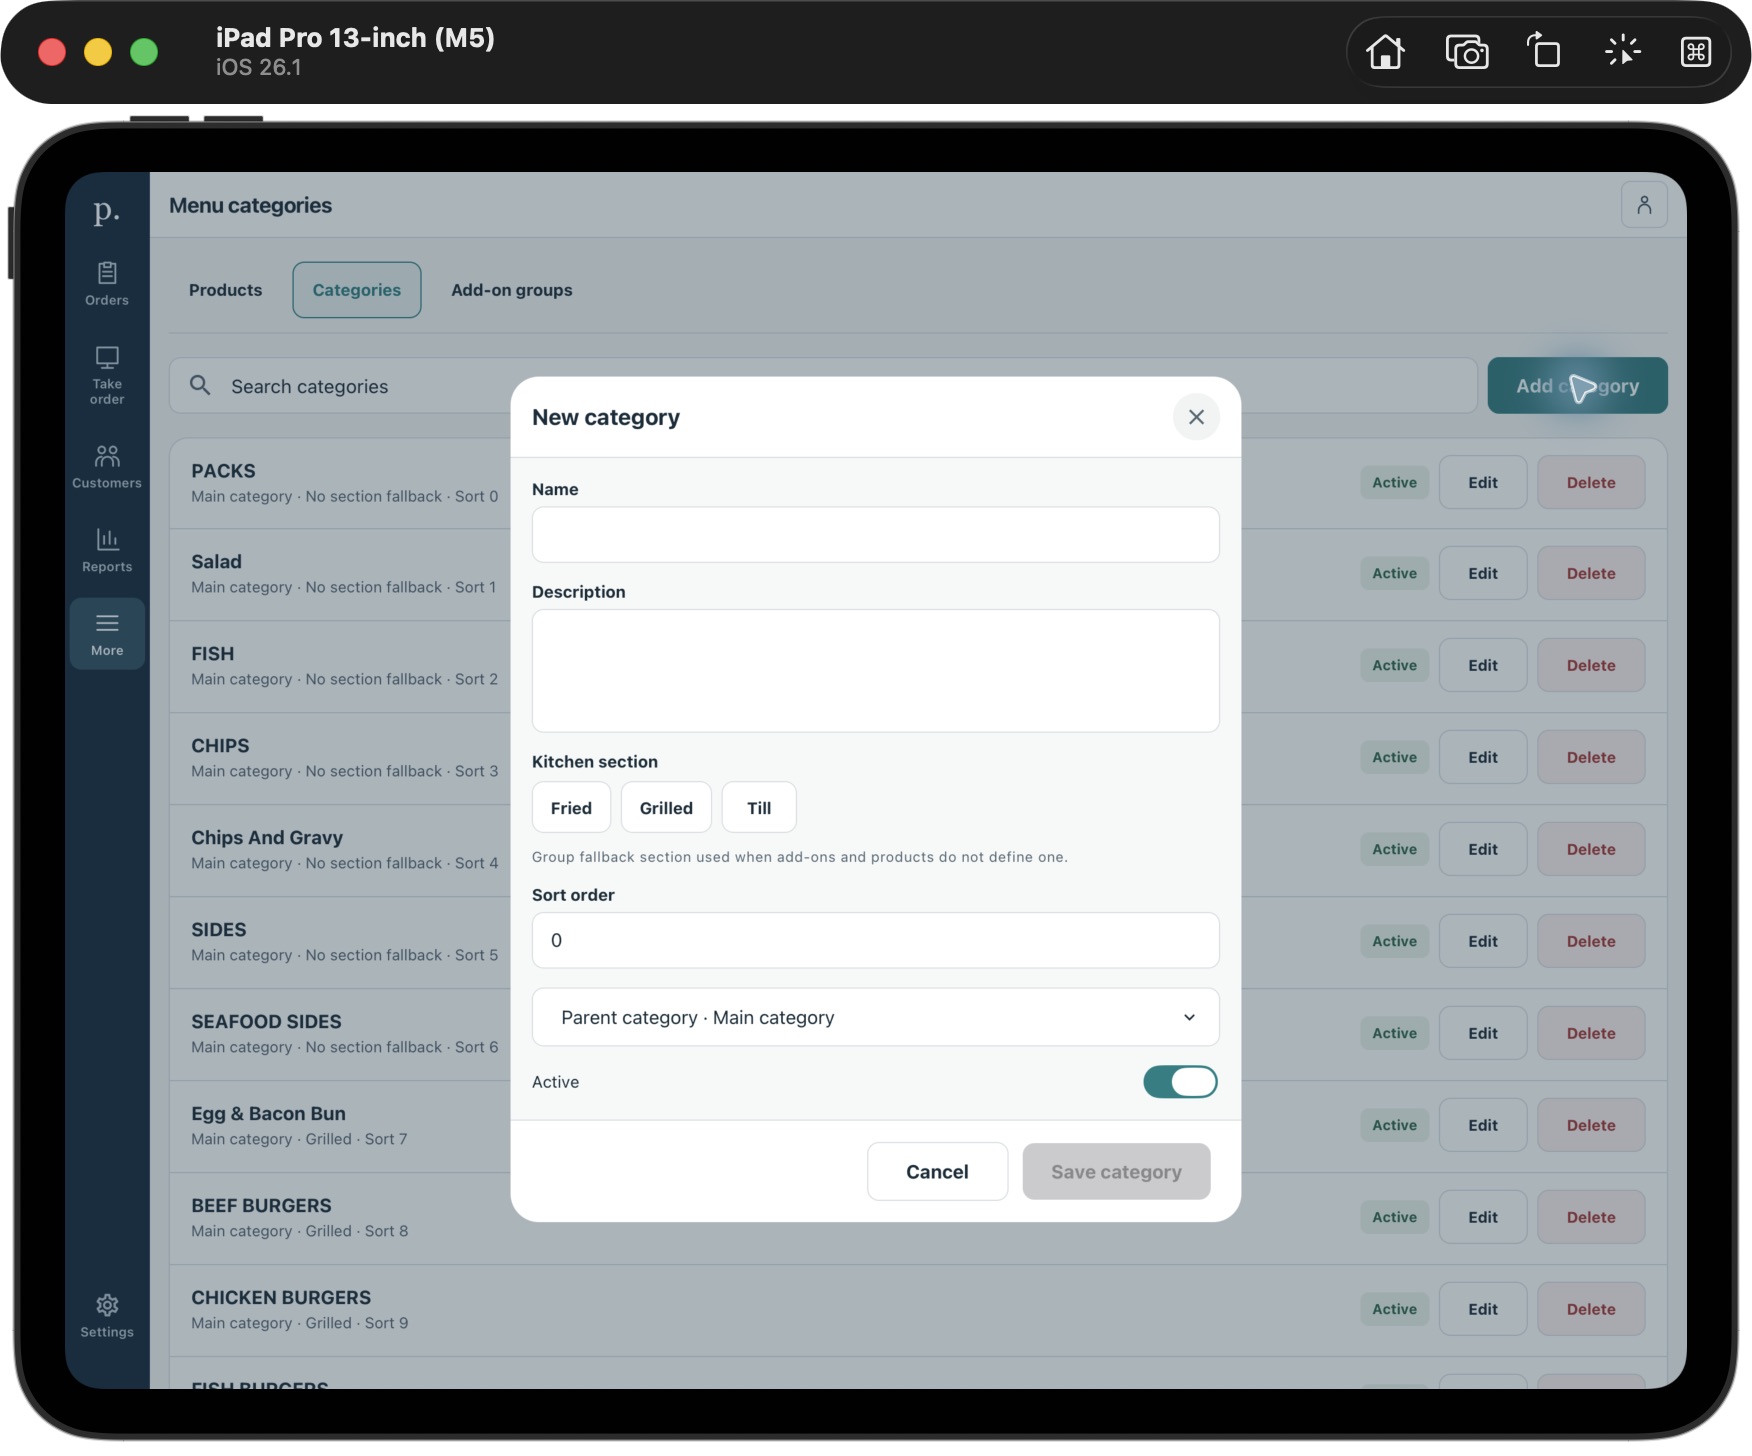 iPad Pro 13-inch (M5)
iOS 26.1
p.
Orders
Take
order
Customers
Reports
More
Settings
Menu categories
Products
Categories
Add-on groups
Search categories
Add category
PACKS
Main category · No section fallback · Sort 0
Active
Edit
Delete
Salad
Main category · No section fallback · Sort 1
Active
Edit
Delete
FISH
Main category · No section fallback · Sort 2
Active
Edit
Delete
CHIPS
Main category · No section fallback · Sort 3
Active
Edit
Delete
Chips And Gravy
Main category · No section fallback · Sort 4
Active
Edit
Delete
SIDES
Main category · No section fallback · Sort 5
Active
Edit
Delete
SEAFOOD SIDES
Main category · No section fallback · Sort 6
Active
Edit
Delete
Egg & Bacon Bun
Main category · Grilled · Sort 7
Active
Edit
Delete
BEEF BURGERS
Main category · Grilled · Sort 8
Active
Edit
Delete
CHICKEN BURGERS
Main category · Grilled · Sort 9
Active
Edit
Delete
FISH BURGERS
New category
Name
Description
Kitchen section
Fried
Grilled
Till
Group fallback section used when add-ons and products do not define one.
Sort order
0
Parent category · Main category
Active
Cancel
Save category